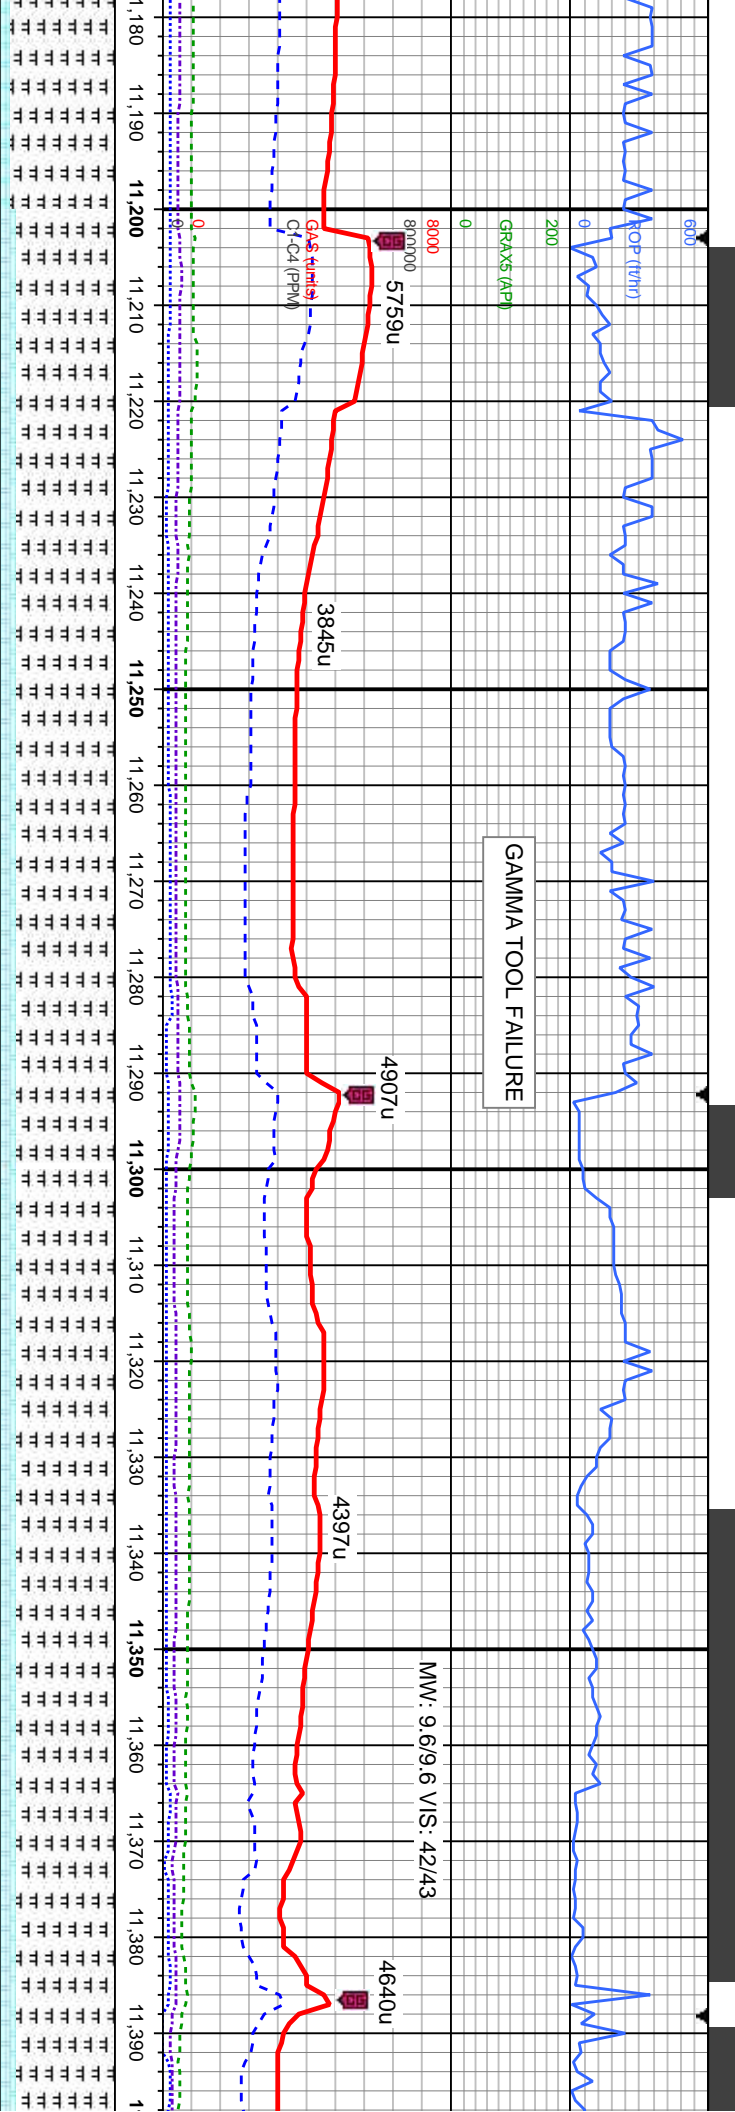 600
ROP (ft/hr)
0
200
GRAX5 (API)
0
8000
800000
GAS (units)
C1-C4 (PPM)
0
0
5759u
3845u
GAMMA TOOL FAILURE
4907u
4397u
MW: 9.6/9.6 VIS: 42/43
4640u
11,180
11,190
11,200
11,210
11,220
11,230
11,240
11,250
11,260
11,270
11,280
11,290
11,300
11,310
11,320
11,330
11,340
11,350
11,360
11,370
11,380
11,390